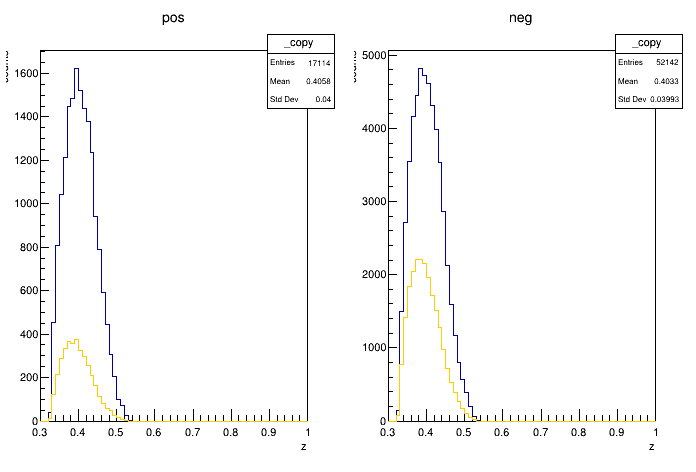 pos
neg
_copy
Entries 17114
Mean 0.4058
Std Dev 0.04
1600
1400
1200
1000
800
600
400
200
0
0.3 0.4 0.5 0.6 0.7 0.8 0.9 1
z
_copy
Entries 52142
Mean 0.4033
Std Dev 0.03993
5000
4000
3000
2000
1000
0
0.3 0.4 0.5 0.6 0.7 0.8 0.9 1
z